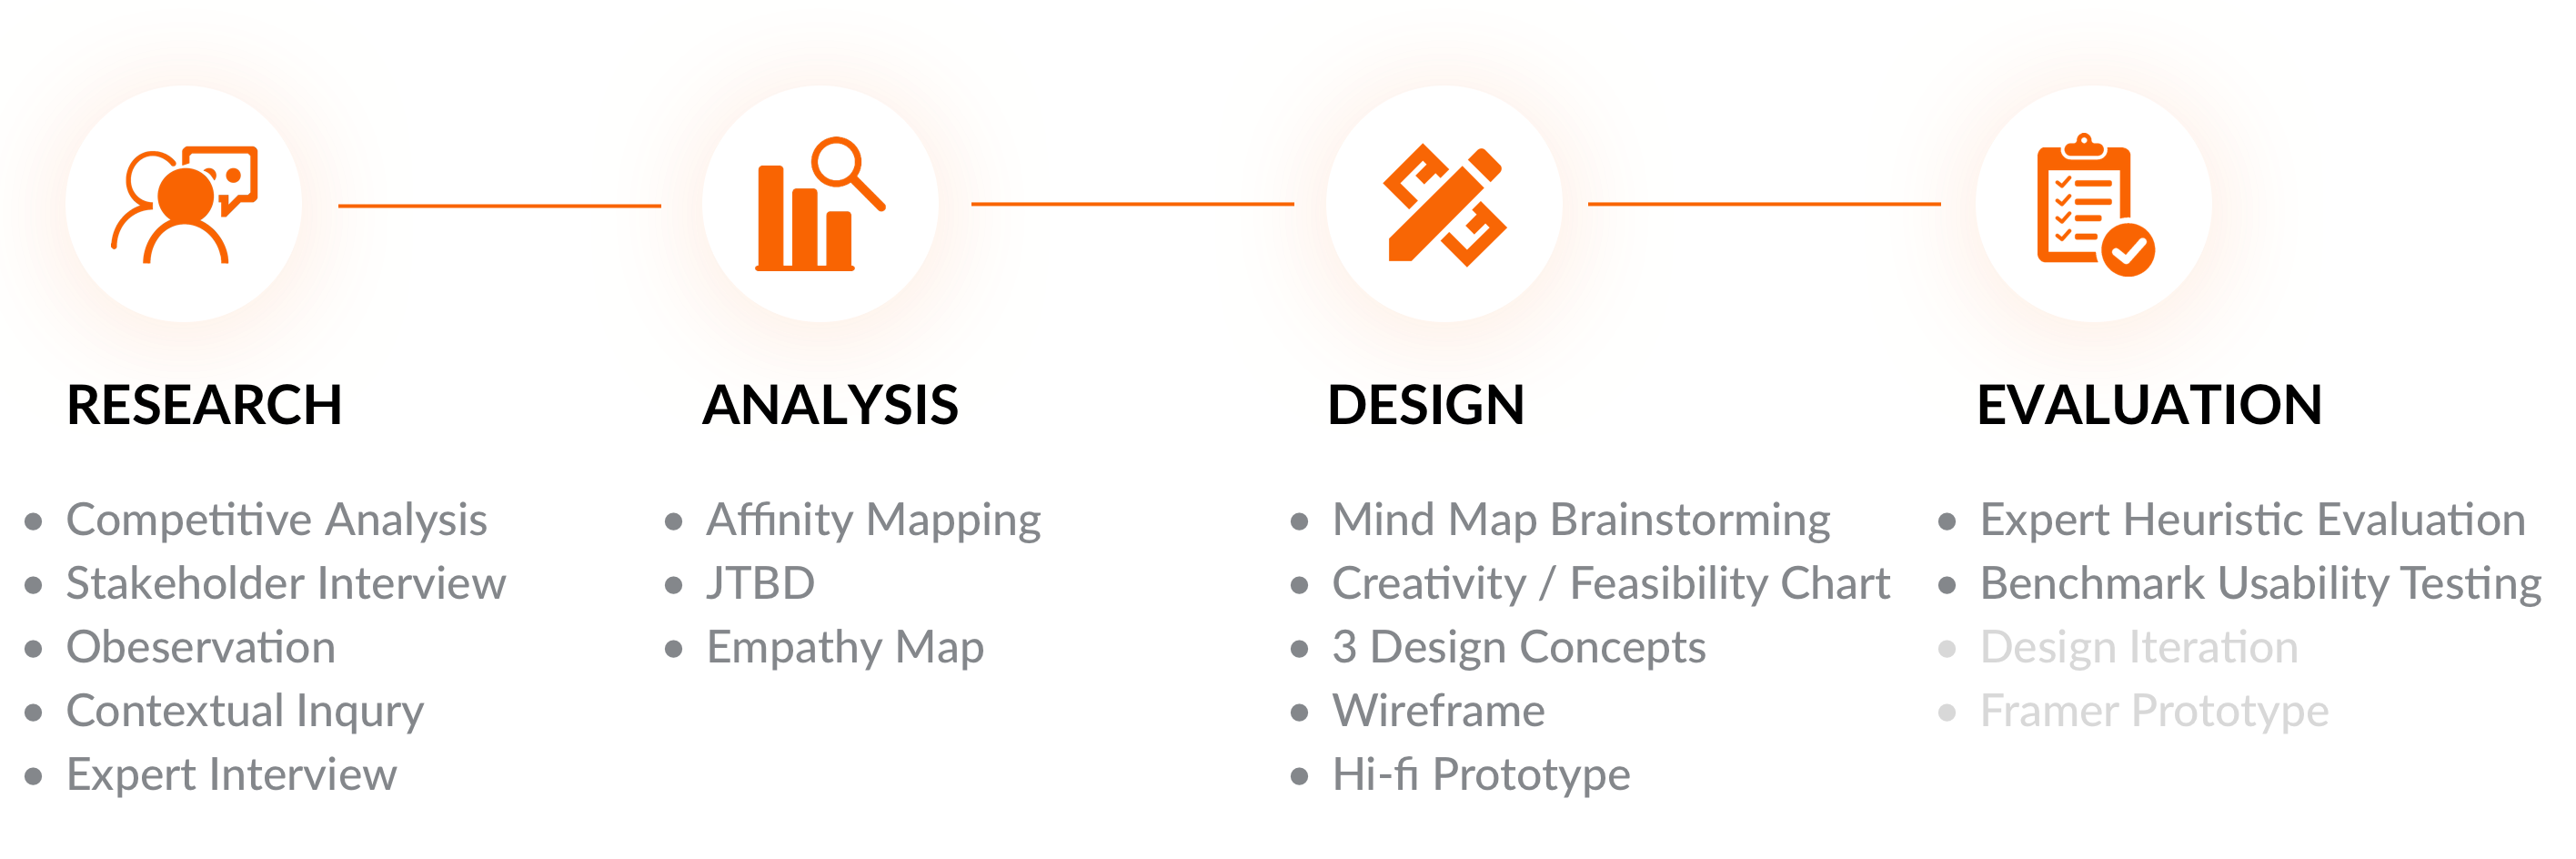 RESEARCH
• Competitive Analysis
• Stakeholder Interview
• Obeservation
• Contextual Inqury
• Expert Interview
ANALYSIS
• Affinity Mapping
• JTBD
• Empathy Map
DESIGN
• Mind Map Brainstorming
• Creativity / Feasibility Chart
• 3 Design Concepts
• Wireframe
• Hi-fi Prototype
EVALUATION
• Expert Heuristic Evaluation
• Benchmark Usability Testing
• Design Iteration
• Framer Prototype